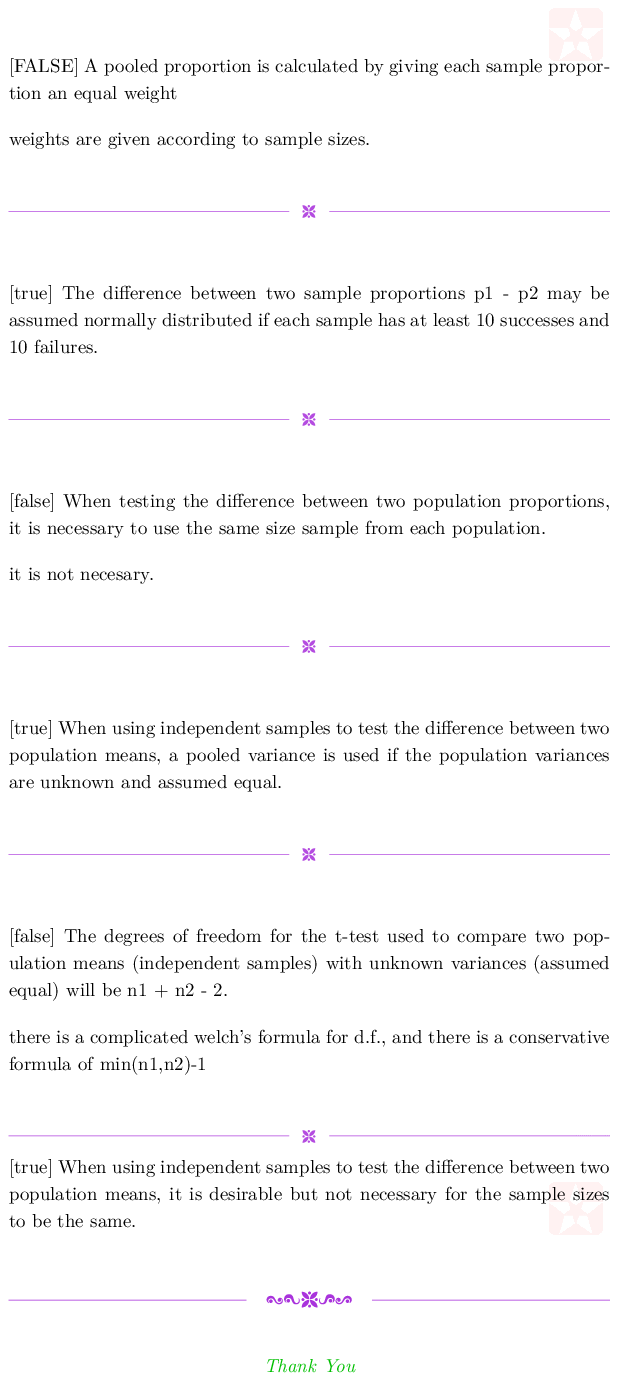 [FALSE] A pooled proportion is calculated by giving each sample propor-
tion an equal weight
weights are given according to sample sizes.
[true] The difference between two sample proportions p1 - p2 may be
assumed normally distributed if each sample has at least 10 successes and
10 failures.
[false] When testing the difference between two population proportions,
it is necessary to use the same size sample from each population.
it is not necesary.
[true] When using independent samples to test the difference between two
population means, a pooled variance is used if the population variances
are unknown and assumed equal.
[false] The degrees of freedom for the t-test used to compare two pop-
ulation means (independent samples) with unknown variances (assumed
equal) will be n1 + n2 - 2.
there is a complicated welch's formula for d.f., and there is a conservative
formula of min(n1,n2)-1
[true] When using independent samples to test the difference between two
population means, it is desirable but not necessary for the sample sizes
to be the same.
Thank You